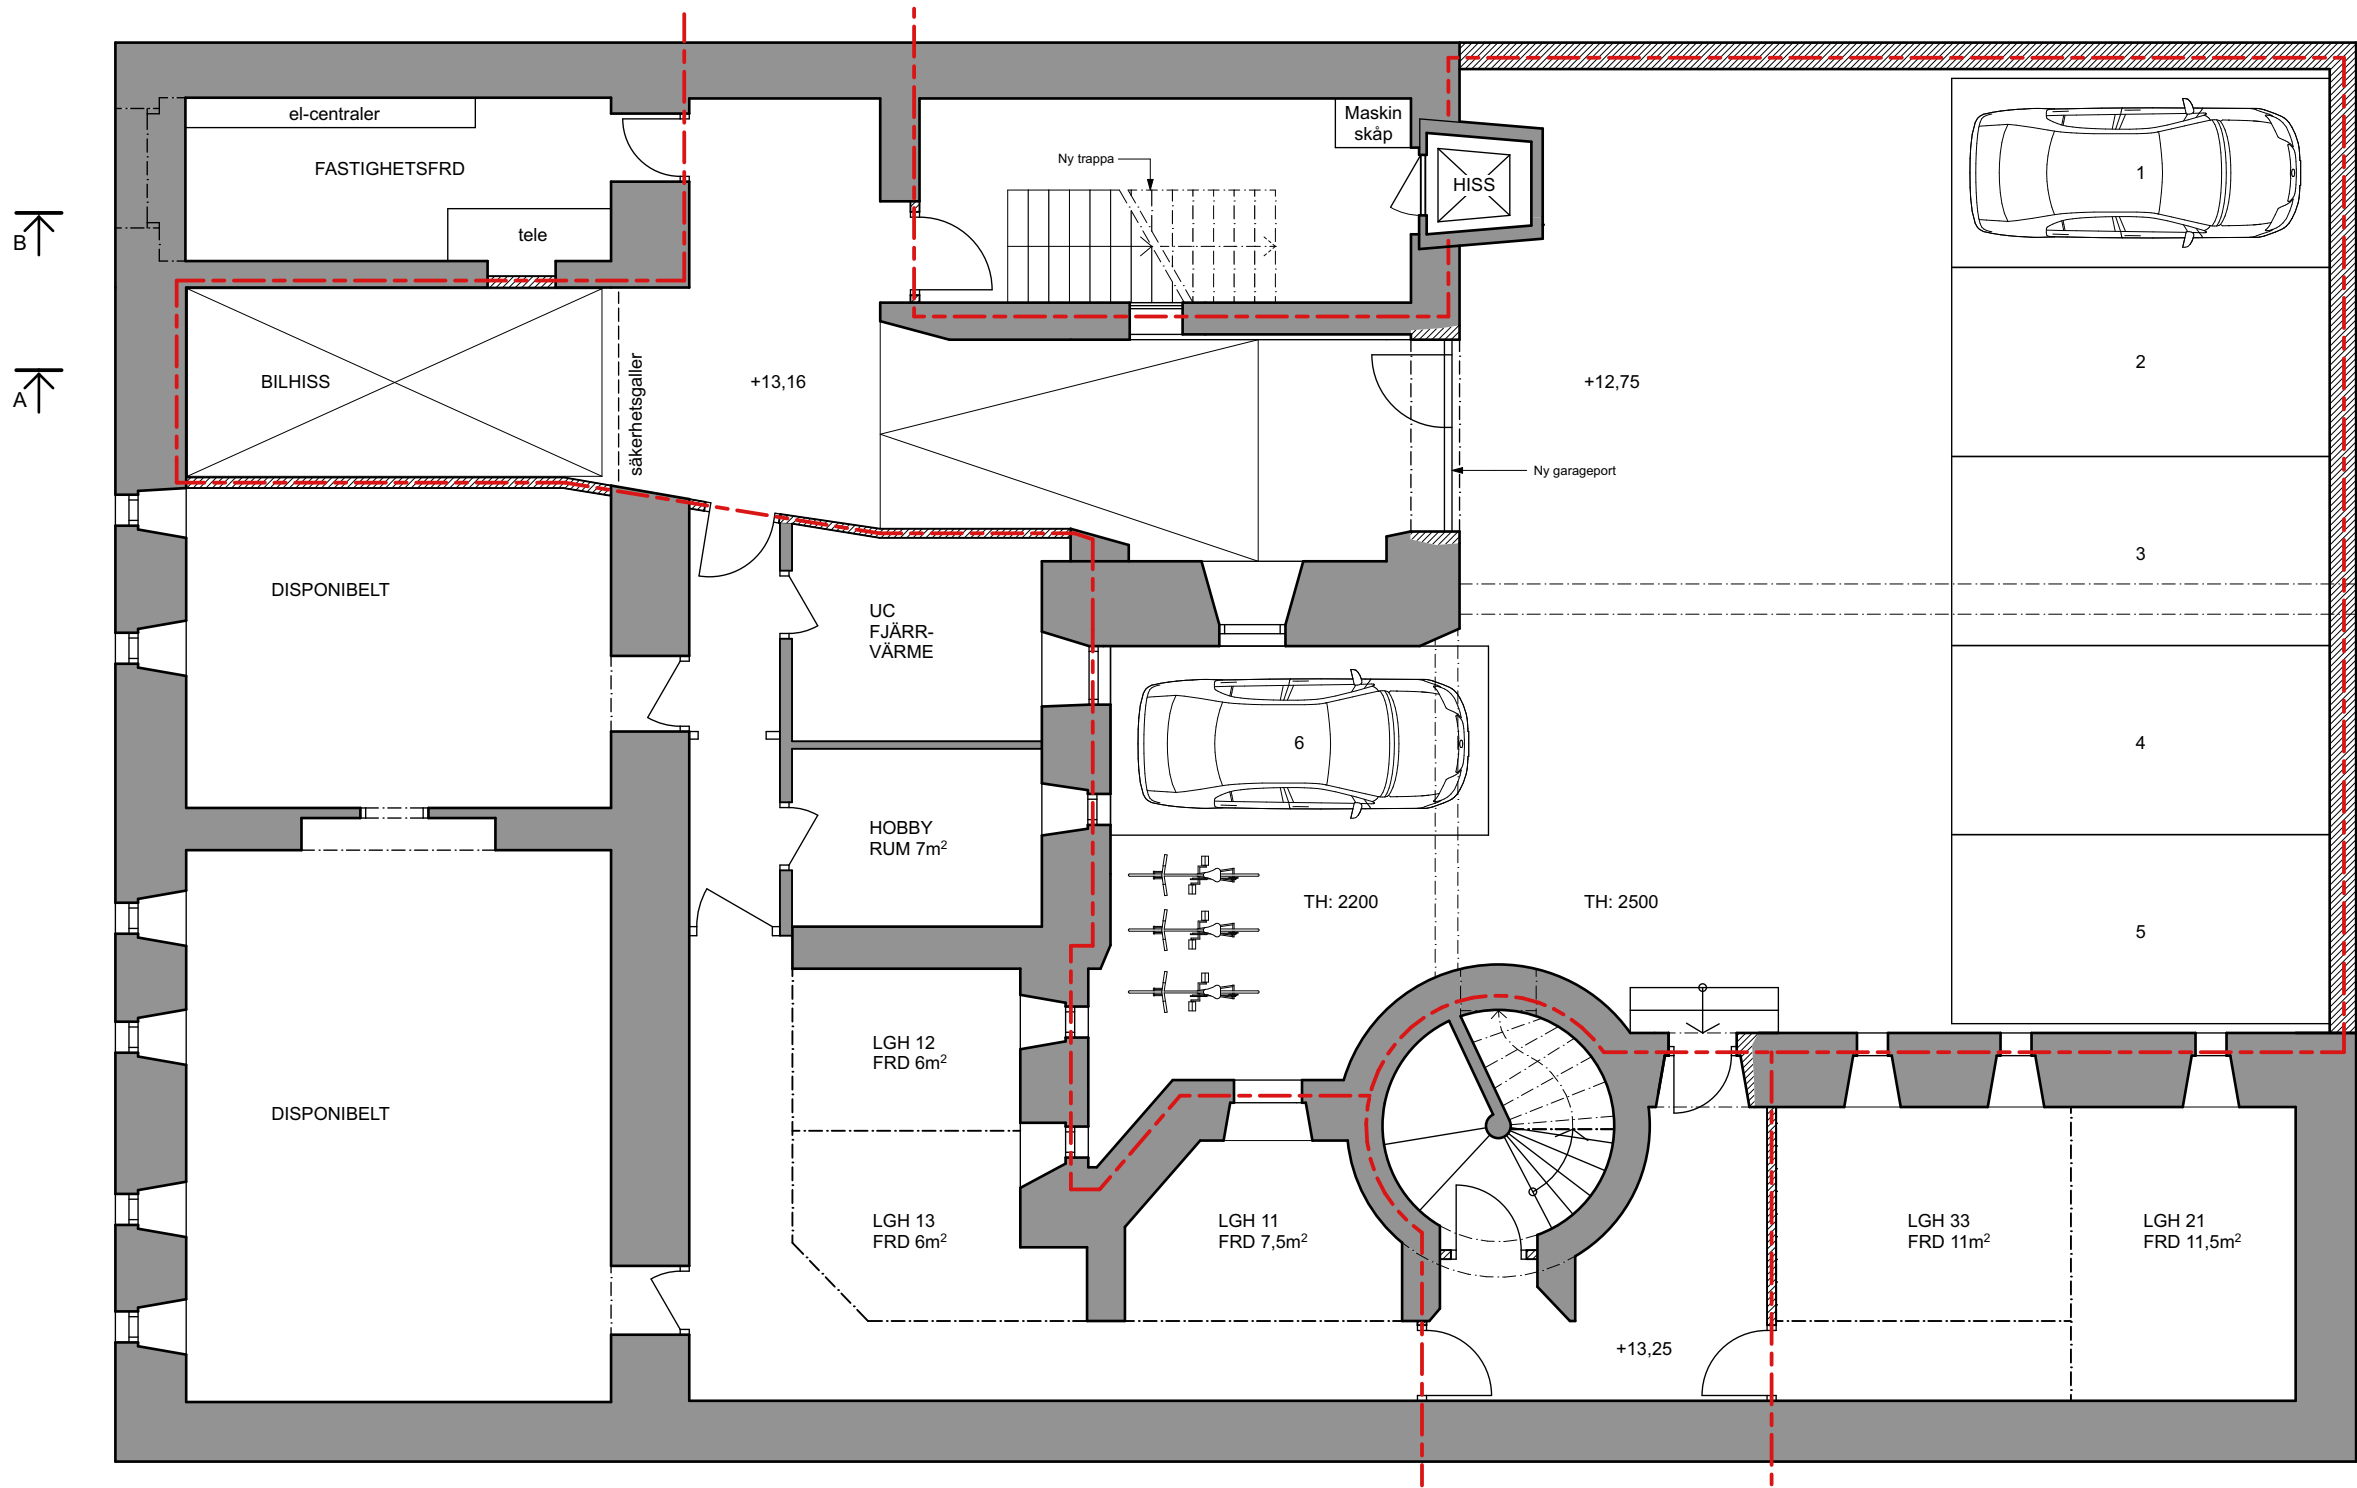 el-centraler
FASTIGHETSFRD
tele
Maskin
skåp
Ny trappa
HISS
1
B
A
BILHISS
säkerhetsgaller
+13,16
+12,75
2
Ny garageport
3
DISPONIBELT
UC
FJÄRR-
VÄRME
6
4
HOBBY
RUM 7m²
TH: 2200
TH: 2500
5
LGH 12
FRD 6m²
DISPONIBELT
LGH 13
FRD 6m²
LGH 11
FRD 7,5m²
LGH 33
FRD 11m²
LGH 21
FRD 11,5m²
+13,25